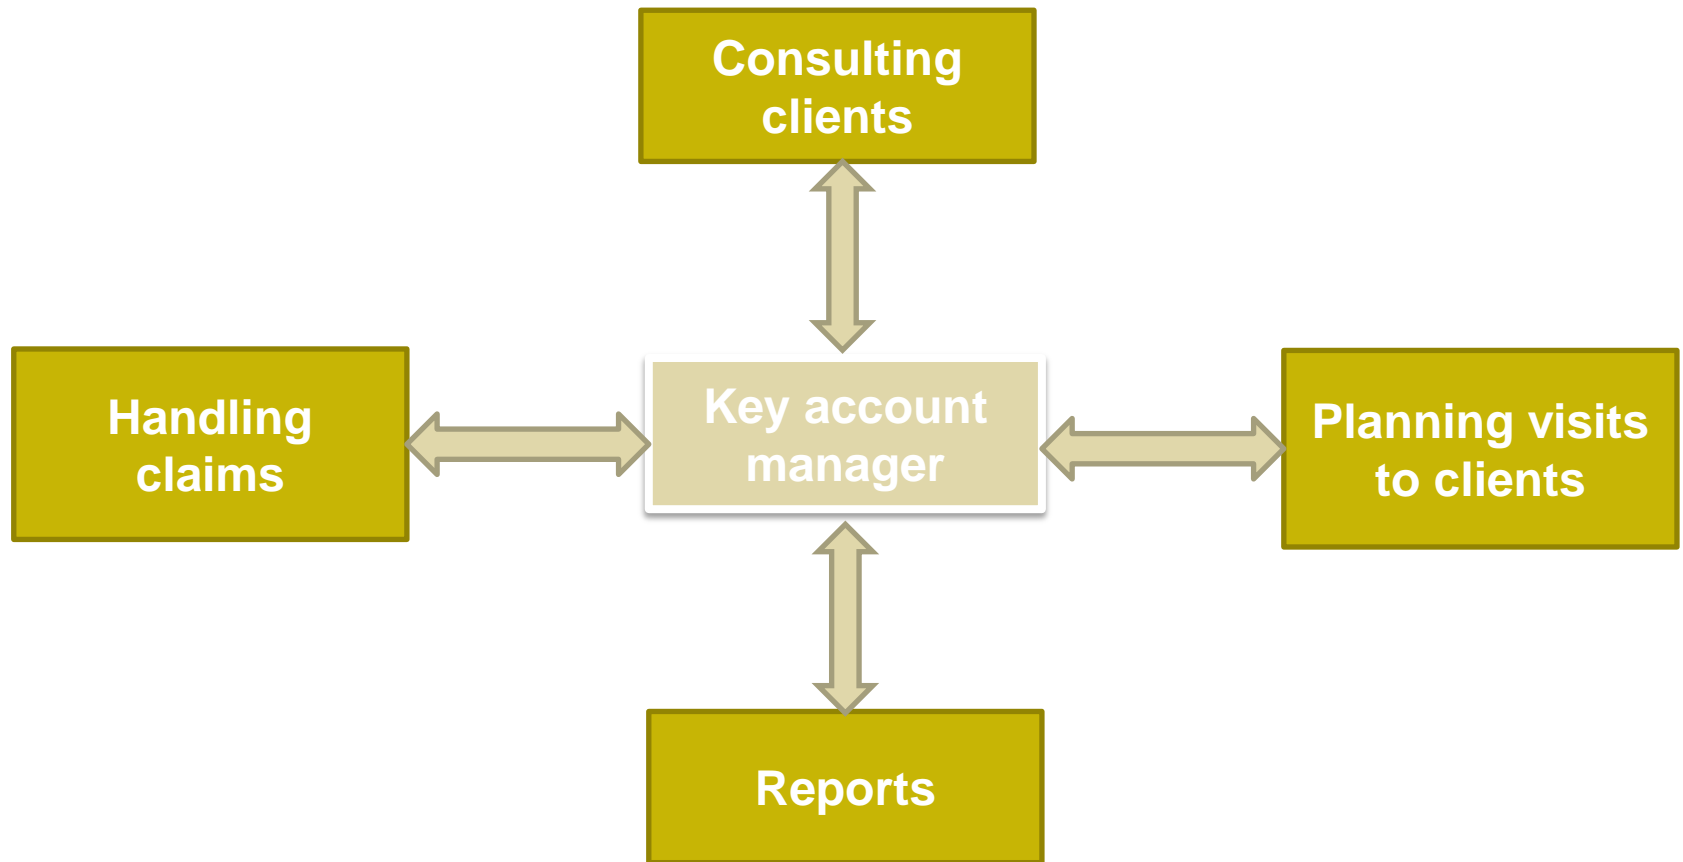 Consulting
clients
Handling
claims
Key account
manager
Planning visits
to clients
Reports